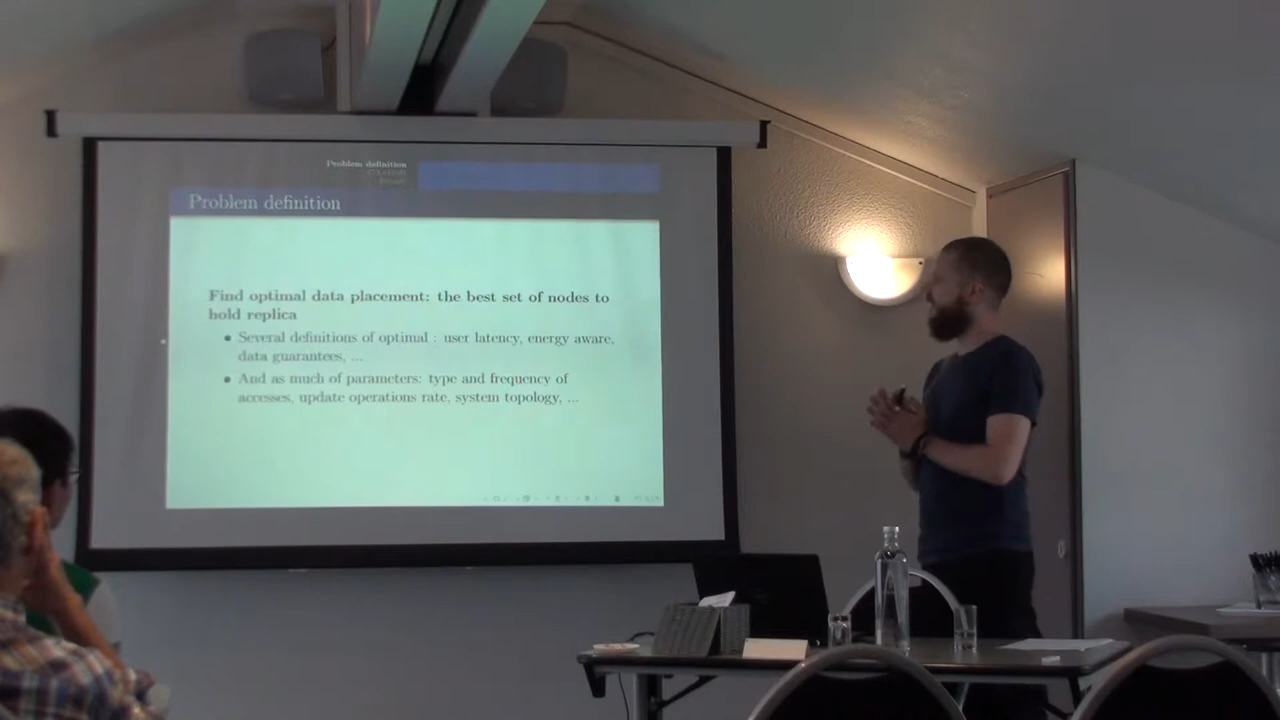 Problem definition
Problem definition
Find optimal data placement: the best set of nodes to
hold replica
Several definitions of optimal : user latency, energy aware,
data guarantees, ...
And as much of parameters: type and frequency of
accesses, update operations rate, system topology, ...